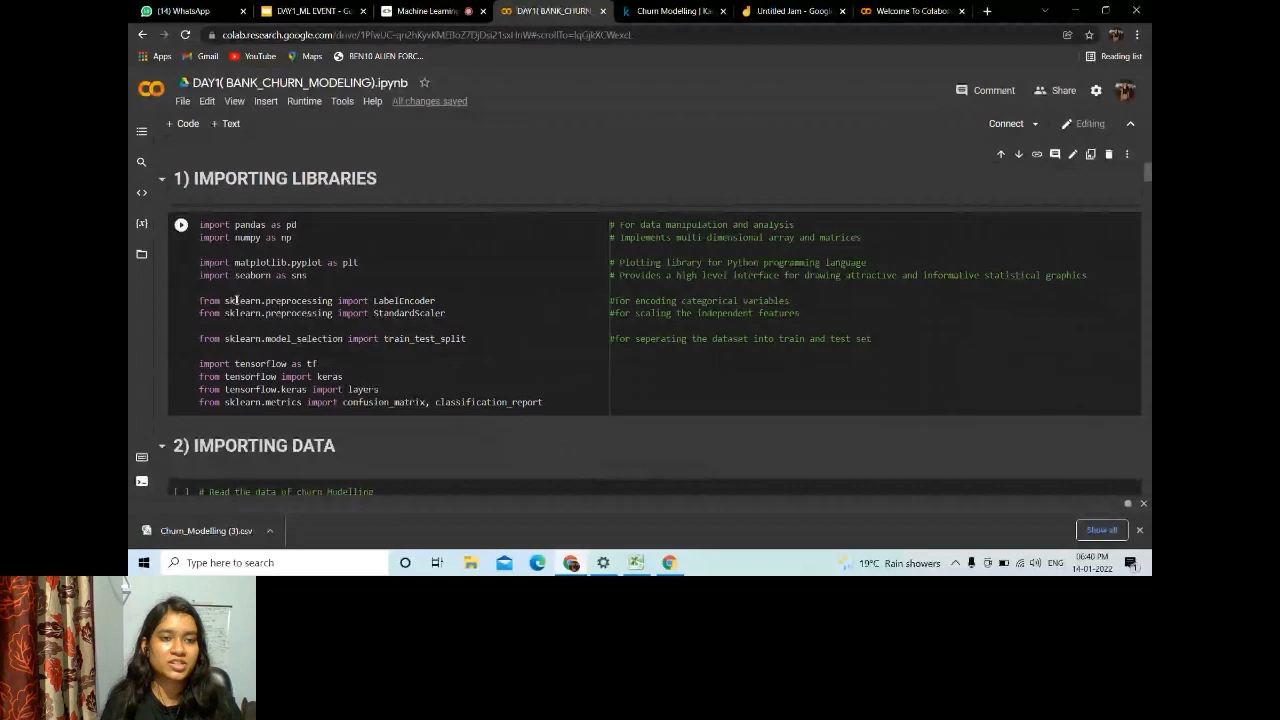 (14) WhatsApp
DAY1_ML EVENT - G
Machine Learning
DAY1( BANK_CHURN
Churn Modelling | Ka
Untitled Jam - Google
Welcome To Colabo
Apps
Gmail
YouTube
Maps
BEN10 ALIEN FORC...
Reading list
DAY1( BANK_CHURN_MODELING).ipynb
File Edit View Insert Runtime Tools Help All changes saved
Comment
Share
+ Code + Text
Connect
Editing
1) IMPORTING LIBRARIES
import pandas as pd # For data manipulation and analysis
import numpy as np # Implements multi-dimensional array and matrices
import matplotlib.pyplot as plt # Plotting library for Python programming language
import seaborn as sns # Provides a high level interface for drawing attractive and informative statistical graphics
from sklearn.preprocessing import LabelEncoder #for encoding categorical variables
from sklearn.preprocessing import StandardScaler #for scaling the independent features
from sklearn.model_selection import train_test_split #for seperating the dataset into train and test set
import tensorflow as tf
from tensorflow import keras
from tensorflow.keras import layers
from sklearn.metrics import confusion_matrix, classification_report
2) IMPORTING DATA
[ ] # Read the data of churn Modelling
Churn_Modelling (3).csv
Show all
Type here to search
19°C Rain showers
ENG
06:40 PM
14-01-2022